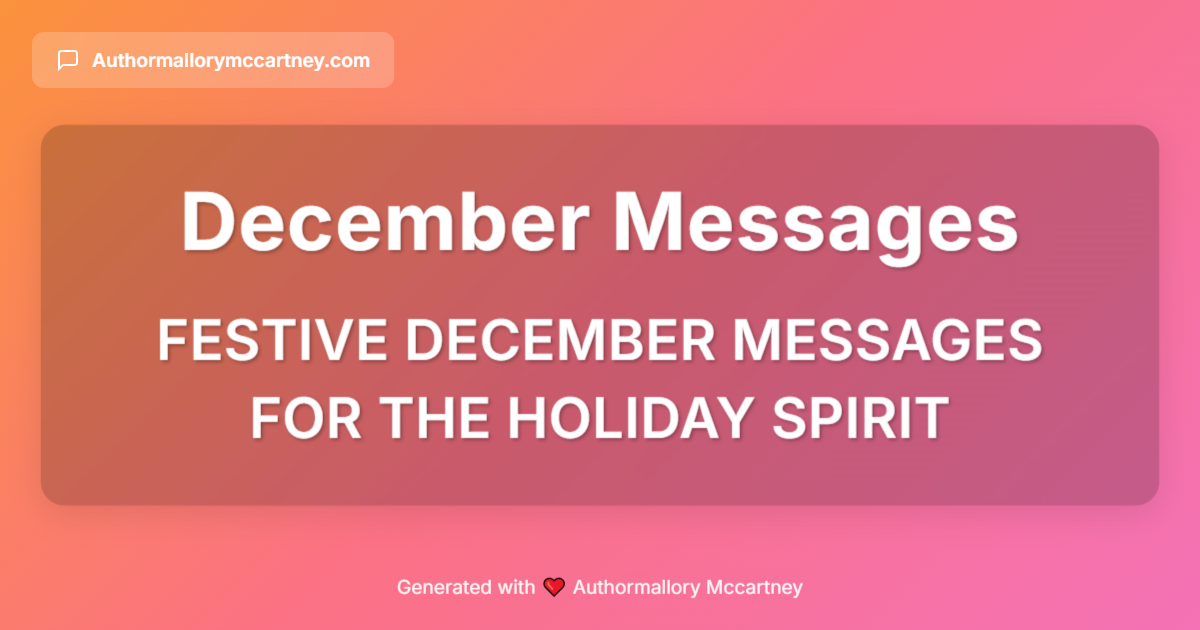 Authormallorymccartney.com
December Messages
FESTIVE DECEMBER MESSAGES
FOR THE HOLIDAY SPIRIT
Generated with ❤️ Authormallory Mccartney